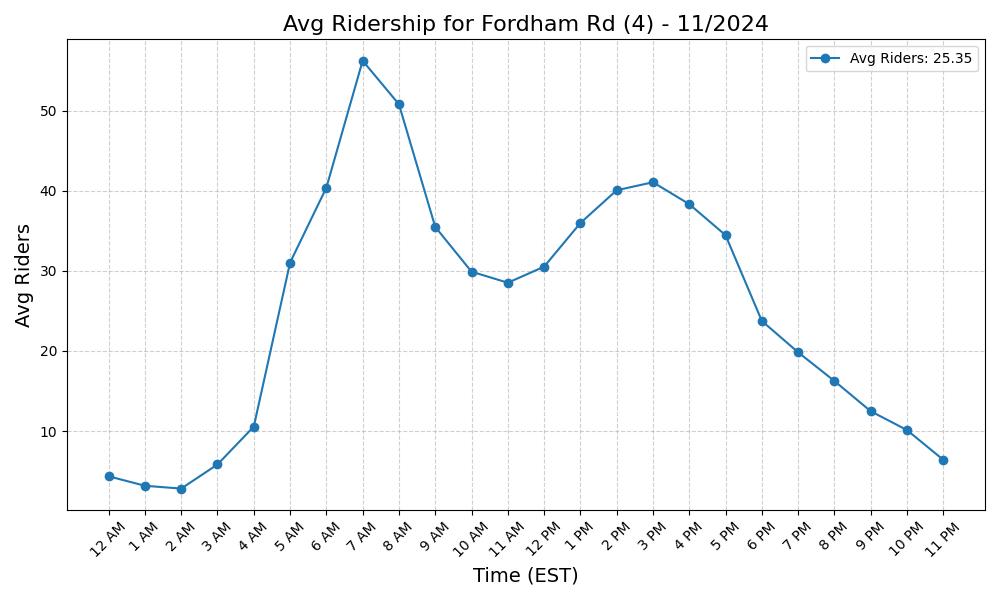 Avg Ridership for Fordham Rd (4) - 11/2024
Avg Riders: 25.35
Avg Riders
50
40
30
20
10
12 AM
1 AM
2 AM
3 AM
4 AM
5 AM
6 AM
7 AM
8 AM
9 AM
10 AM
11 AM
12 PM
1 PM
2 PM
3 PM
4 PM
5 PM
6 PM
7 PM
8 PM
9 PM
10 PM
11 PM
Time (EST)